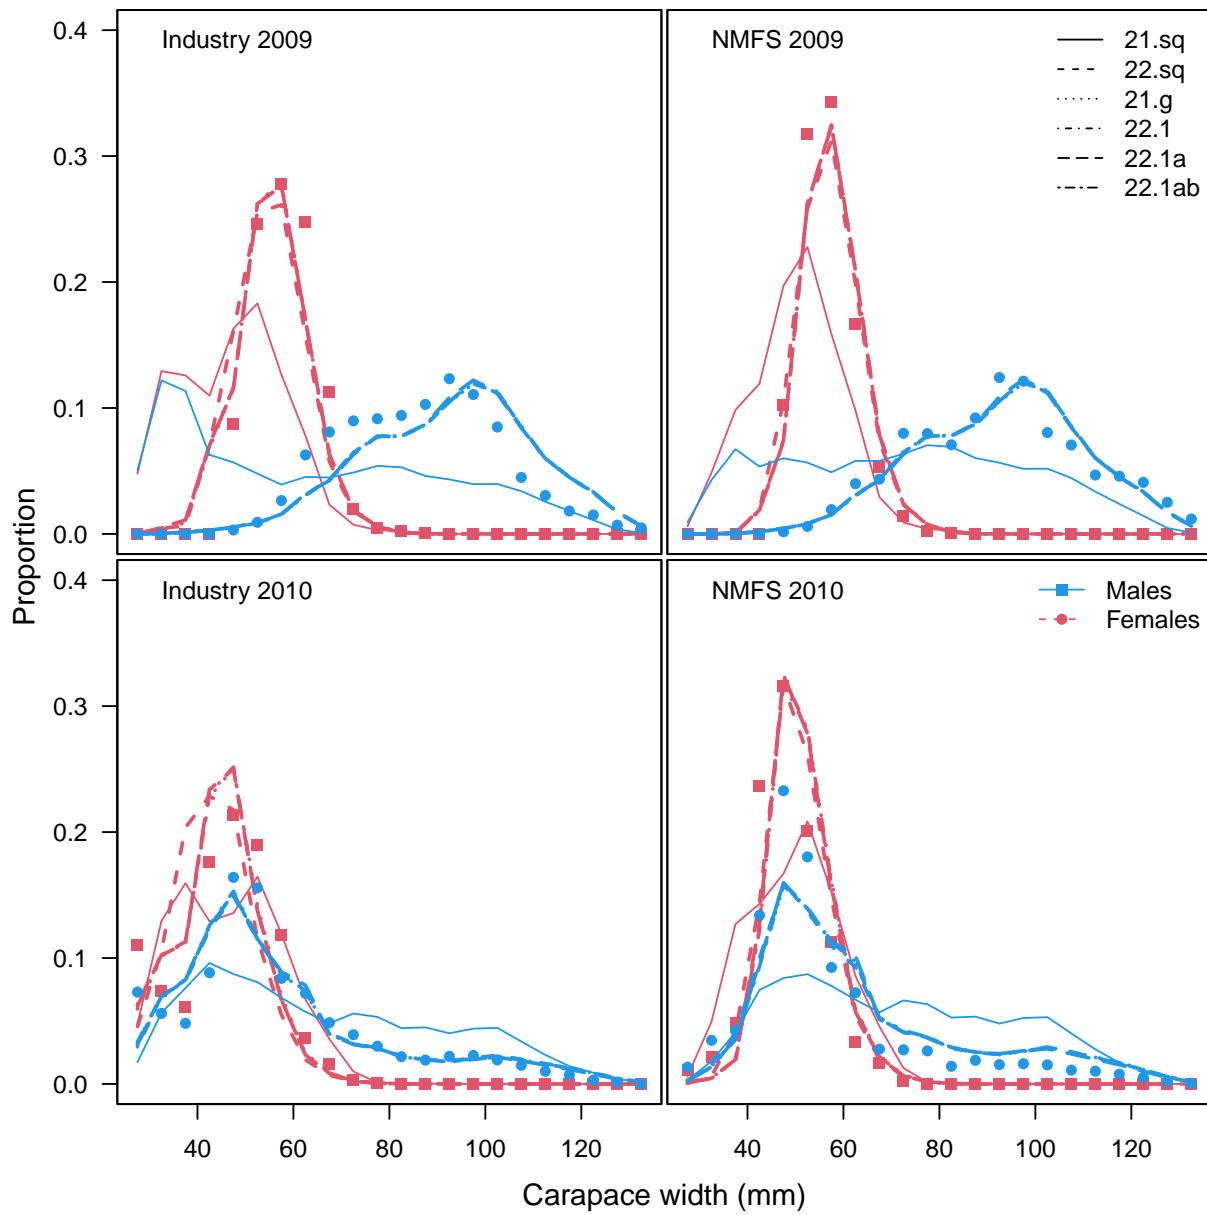 Industry 2009
NMFS 2009
21.sq
22.sq
21.g
22.1
22.1a
22.1ab
0.4
0.3
0.2
0.1
0.0
Industry 2010
NMFS 2010
Males
Females
0.4
0.3
0.2
0.1
0.0
Proportion
40 60 80 100 120 40 60 80 100 120
Carapace width (mm)